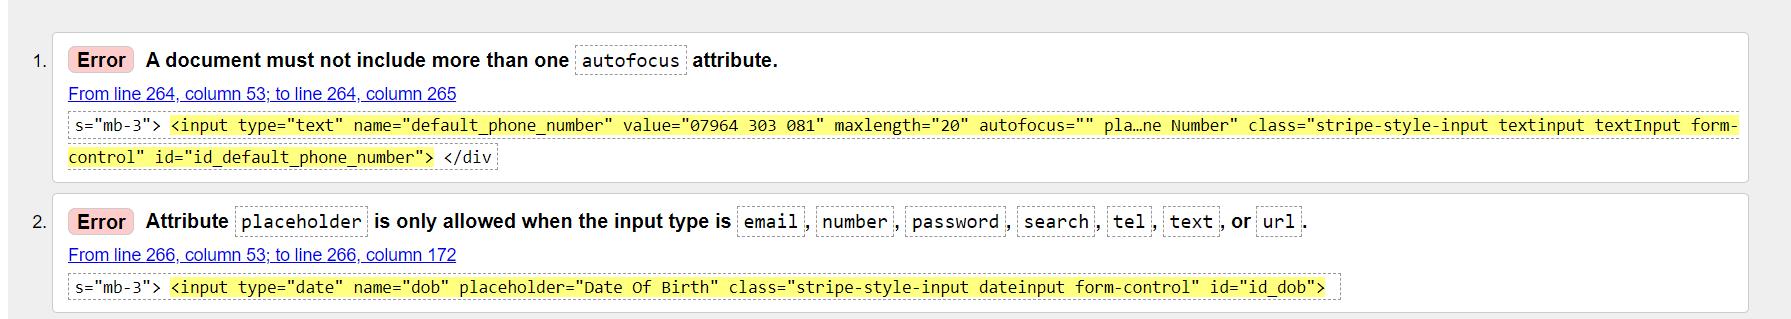 1. Error A document must not include more than one autofocus attribute.
From line 264, column 53; to line 264, column 265
s="mb-3"> <input type="text" name="default_phone_number" value="07964 303 081" maxlength="20" autofocus="" pla…ne Number" class="stripe-style-input textinput textInput form-
control" id="id_default_phone_number"> </div
2. Error Attribute placeholder is only allowed when the input type is email, number, password, search, tel, text, or url.
From line 266, column 53; to line 266, column 172
s="mb-3"> <input type="date" name="dob" placeholder="Date Of Birth" class="stripe-style-input dateinput form-control" id="id_dob">